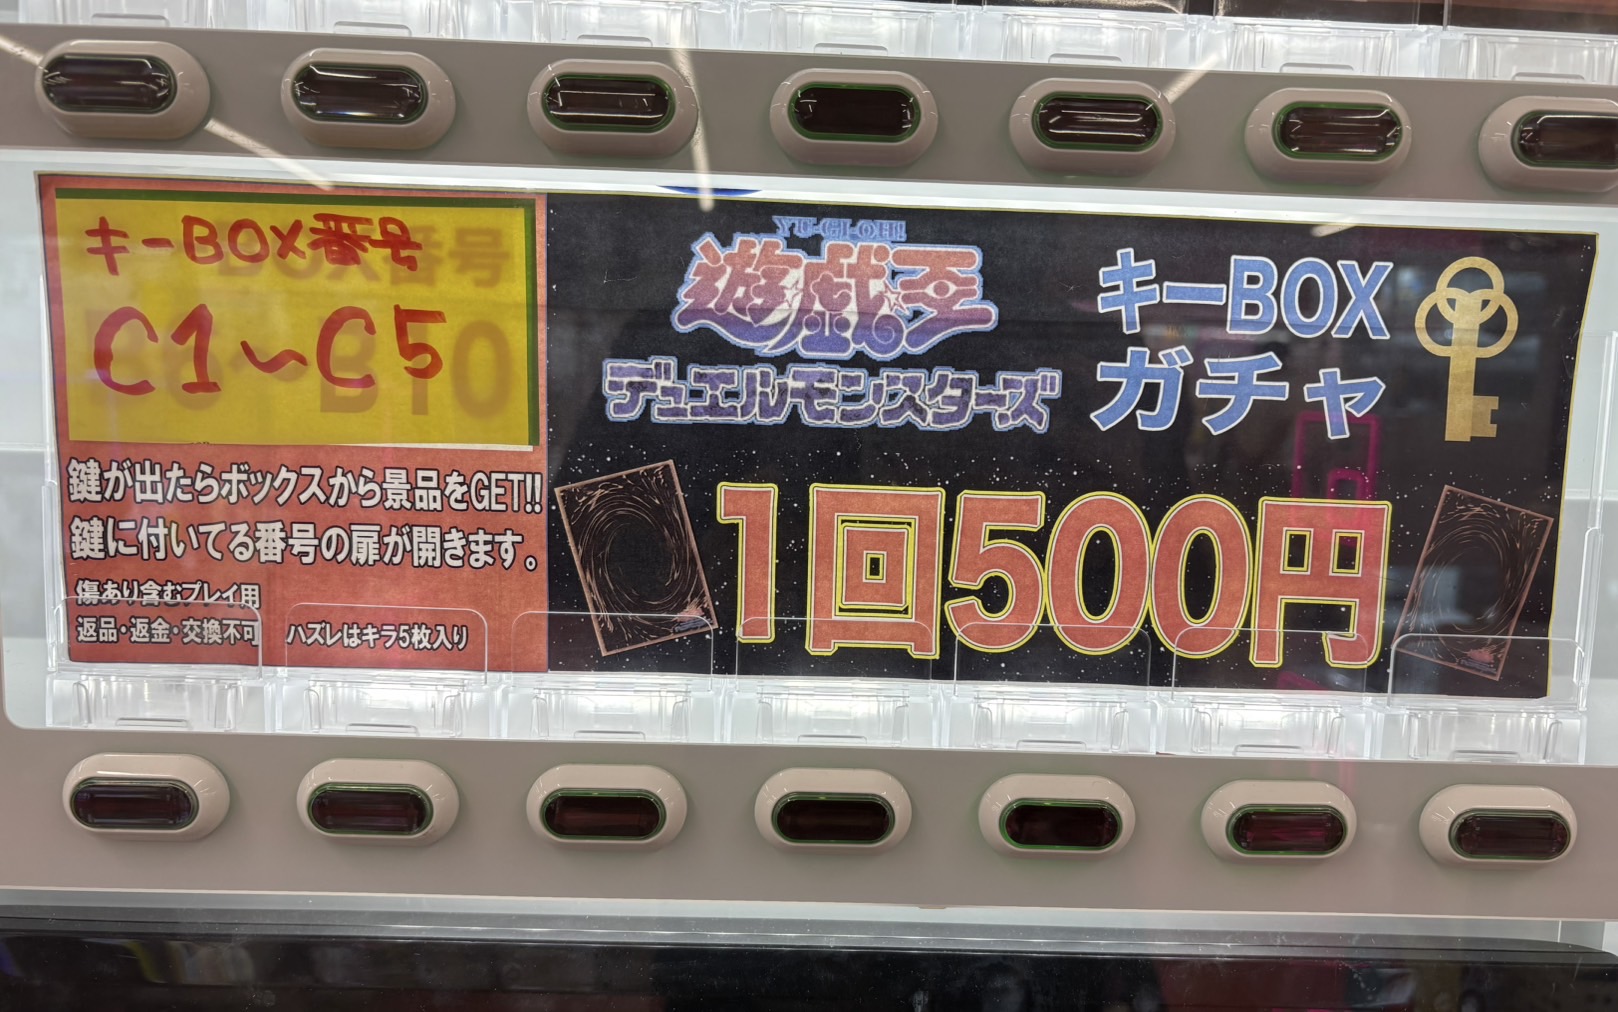 キーBOX番号
C1～C5
鍵が出たらボックスから景品をGET!!
鍵に付いてる番号の扉が開きます。
傷あり含むプレイ用
返品・返金・交換不可
ハズレはキラ5枚入り
YU-GI-OH!
遊戯王
デュエルモンスターズ
キーBOX
ガチャ
1回500円